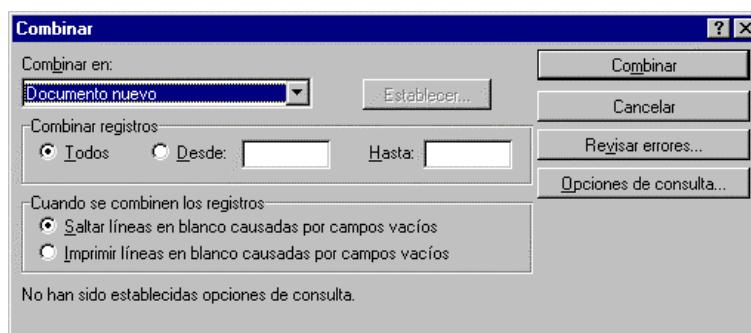 Combinar
Combinar en:
Documento nuevo
Establecer...
Combinar
Cancelar
Combinar registros
Todos Desde: Hasta:
Revisar errores...
Opciones de consulta...
Cuando se combinen los registros
Saltar líneas en blanco causadas por campos vacíos
Imprimir líneas en blanco causadas por campos vacíos
No han sido establecidas opciones de consulta.